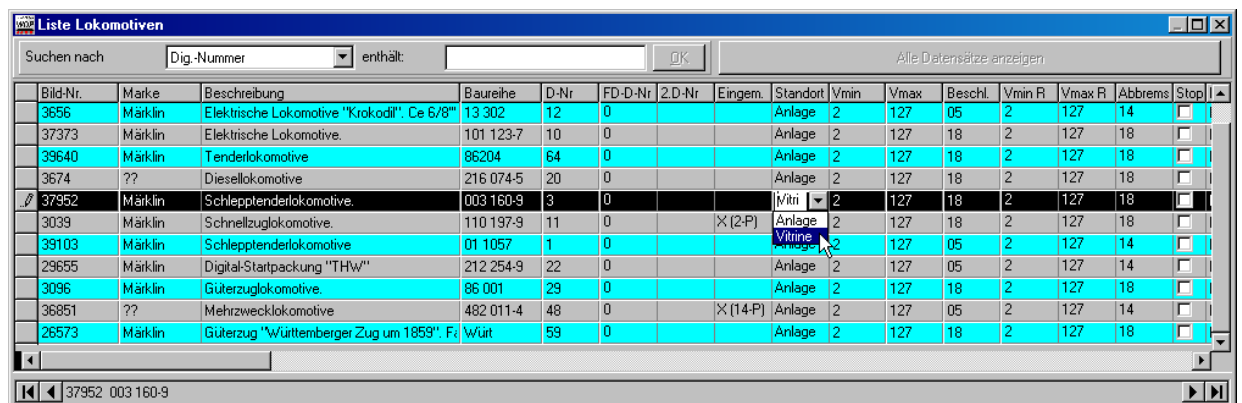 Liste Lokomotiven
Suchen nach Dig.-Nummer enthält: OK Alle Datensätze anzeigen
Bild-Nr. Marke Beschreibung Baureihe D-Nr FD-D-Nr 2.D-Nr Eingem. Standort Vmin Vmax Beschl. Vmin R Vmax R Abbrems Stop
3656 Märklin Elektrische Lokomotive "Krokodil". Ce 6/8" 13 302 12 0 Anlage 2 127 05 2 127 14
37373 Märklin Elektrische Lokomotive. 101 123-7 10 0 Anlage 2 127 18 2 127 18
39640 Märklin Tenderlokomotive 86204 64 0 Anlage 2 127 18 2 127 18
3674 ?? Diesellokomotive 216 074-5 20 0 Anlage 2 127 18 2 127 18
37952 Märklin Schlepptenderlokomotive. 003 160-9 3 0 Vitri 2 127 18 2 127 18
3039 Märklin Schnellzuglokomotive. 110 197-9 11 0 X (2-P) Anlage 2 127 18 2 127 18
39103 Märklin Schlepptenderlokomotive 01 1057 1 0 Vitrine 2 127 05 2 127 14
29655 Märklin Digital-Startpackung "THW" 212 254-9 22 0 Anlage 2 127 05 2 127 14
3096 Märklin Güterzuglokomotive. 86 001 29 0 Anlage 2 127 18 2 127 18
36851 ?? Mehrzwecklokomotive 482 011-4 48 0 X (14-P) Anlage 2 127 05 2 127 14
26573 Märklin Güterzug "Württemberger Zug um 1859". Würt 59 0 Anlage 2 127 18 2 127 18
37952 003 160-9